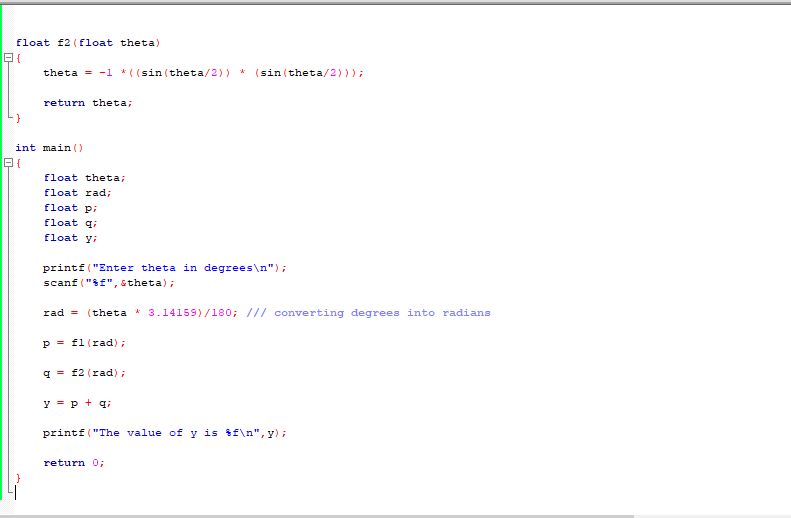 float f2(float theta)
{
    theta = -1 *((sin(theta/2)) * (sin(theta/2)));
    return theta;
}
int main()
{
    float theta;
    float rad;
    float p;
    float q;
    float y;
    printf("Enter theta in degrees\n");
    scanf("%f",&theta);
    rad = (theta * 3.14159)/180; /// converting degrees into radians
    p = f1(rad);
    q = f2(rad);
    y = p + q;
    printf("The value of y is %f\n",y);
    return 0;
}